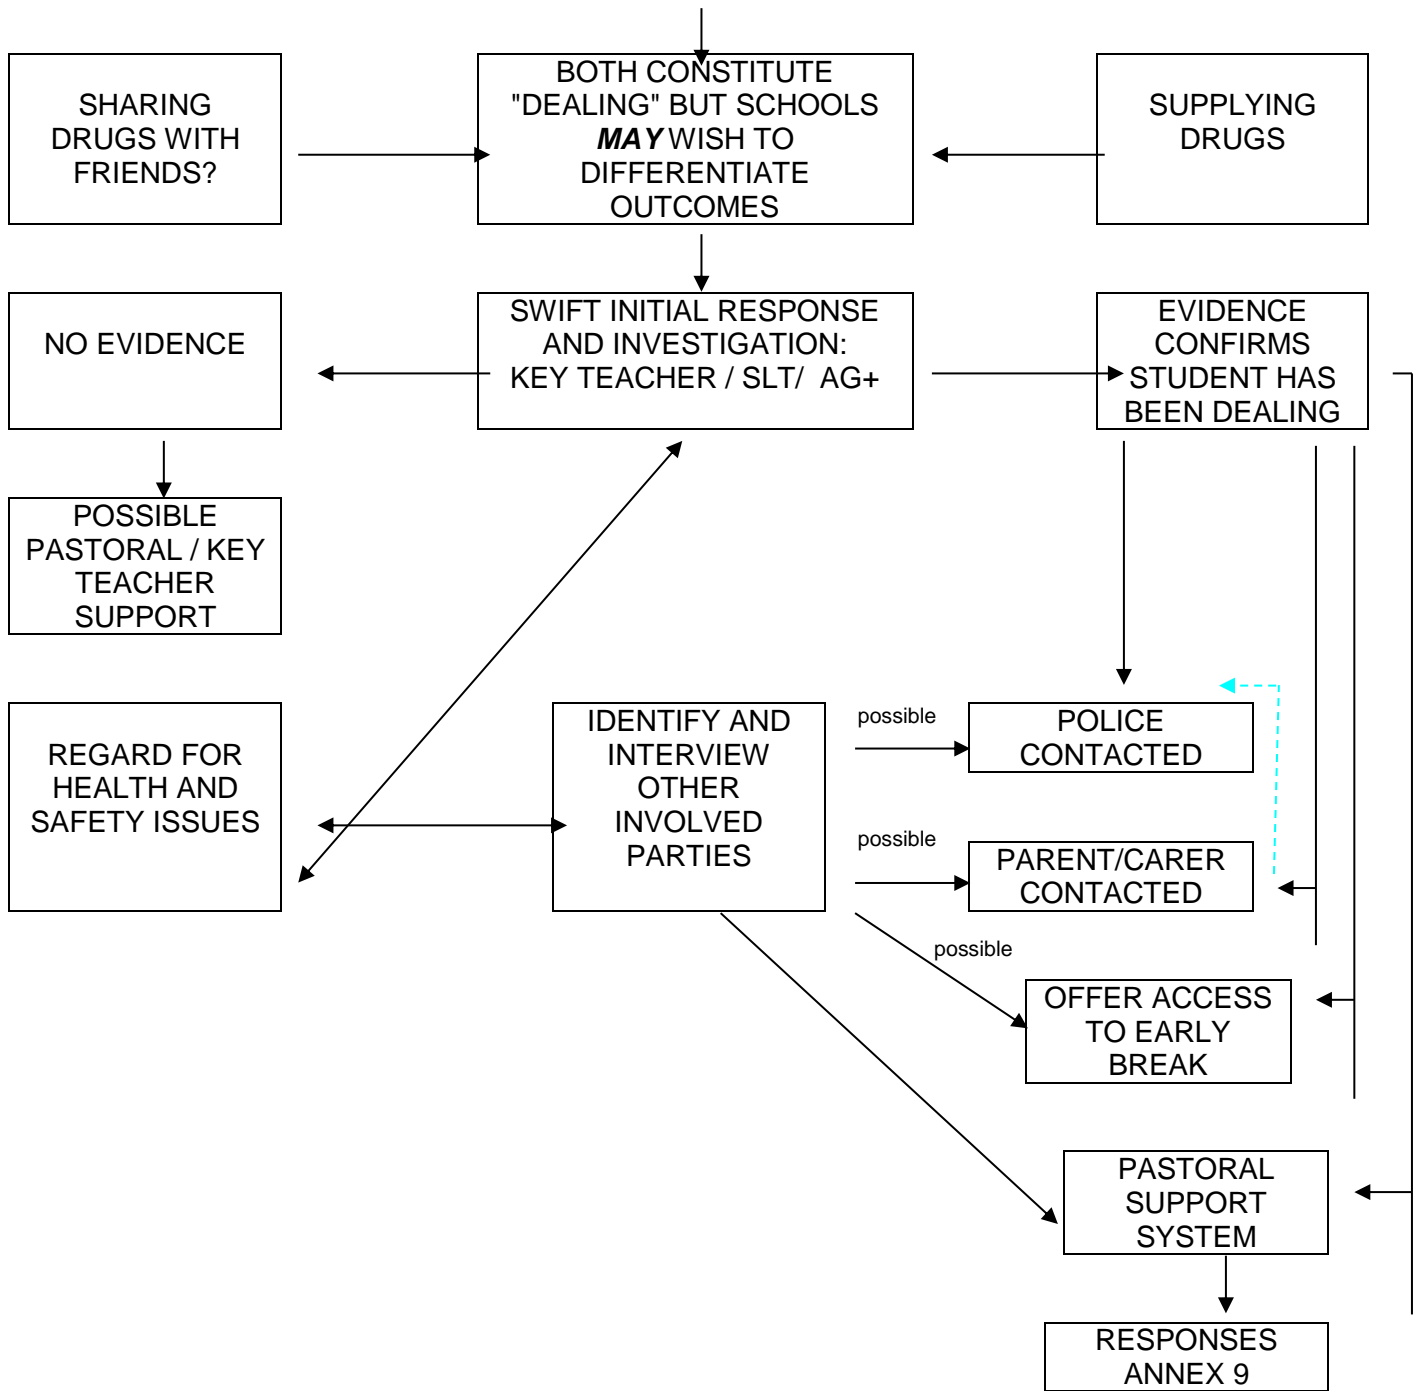 SHARING
DRUGS WITH
FRIENDS?
BOTH CONSTITUTE
"DEALING" BUT SCHOOLS
MAY WISH TO
DIFFERENTIATE
OUTCOMES
SUPPLYING
DRUGS
NO EVIDENCE
SWIFT INITIAL RESPONSE
AND INVESTIGATION:
KEY TEACHER / SLT/ AG+
EVIDENCE
CONFIRMS
STUDENT HAS
BEEN DEALING
POSSIBLE
PASTORAL / KEY
TEACHER
SUPPORT
REGARD FOR
HEALTH AND
SAFETY ISSUES
IDENTIFY AND
INTERVIEW
OTHER
INVOLVED
PARTIES
possible
POLICE
CONTACTED
possible
PARENT/CARER
CONTACTED
possible
OFFER ACCESS
TO EARLY
BREAK
PASTORAL
SUPPORT
SYSTEM
RESPONSES
ANNEX 9